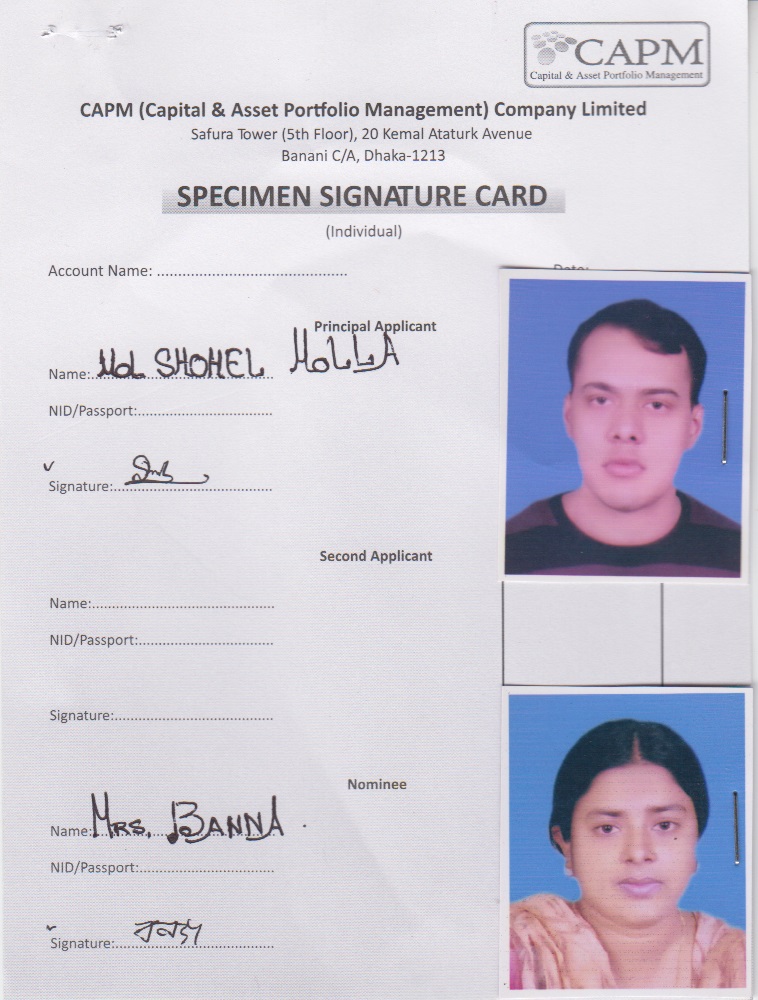 CAPM
Capital & Asset Portfolio Management
CAPM (Capital & Asset Portfolio Management) Company Limited
Safura Tower (5th Floor), 20 Kemal Ataturk Avenue
Banani C/A, Dhaka-1213
SPECIMEN SIGNATURE CARD
(Individual)
Account Name: ............................................
Date:
Principal Applicant
Name: MD. SHOHEL MOLLA
NID/Passport:................................
Signature:.....................................
Second Applicant
Name:...........................................
NID/Passport:................................
Signature:.....................................
Nominee
Name: MRS. BANNA
NID/Passport:................................
Signature: বন্যা